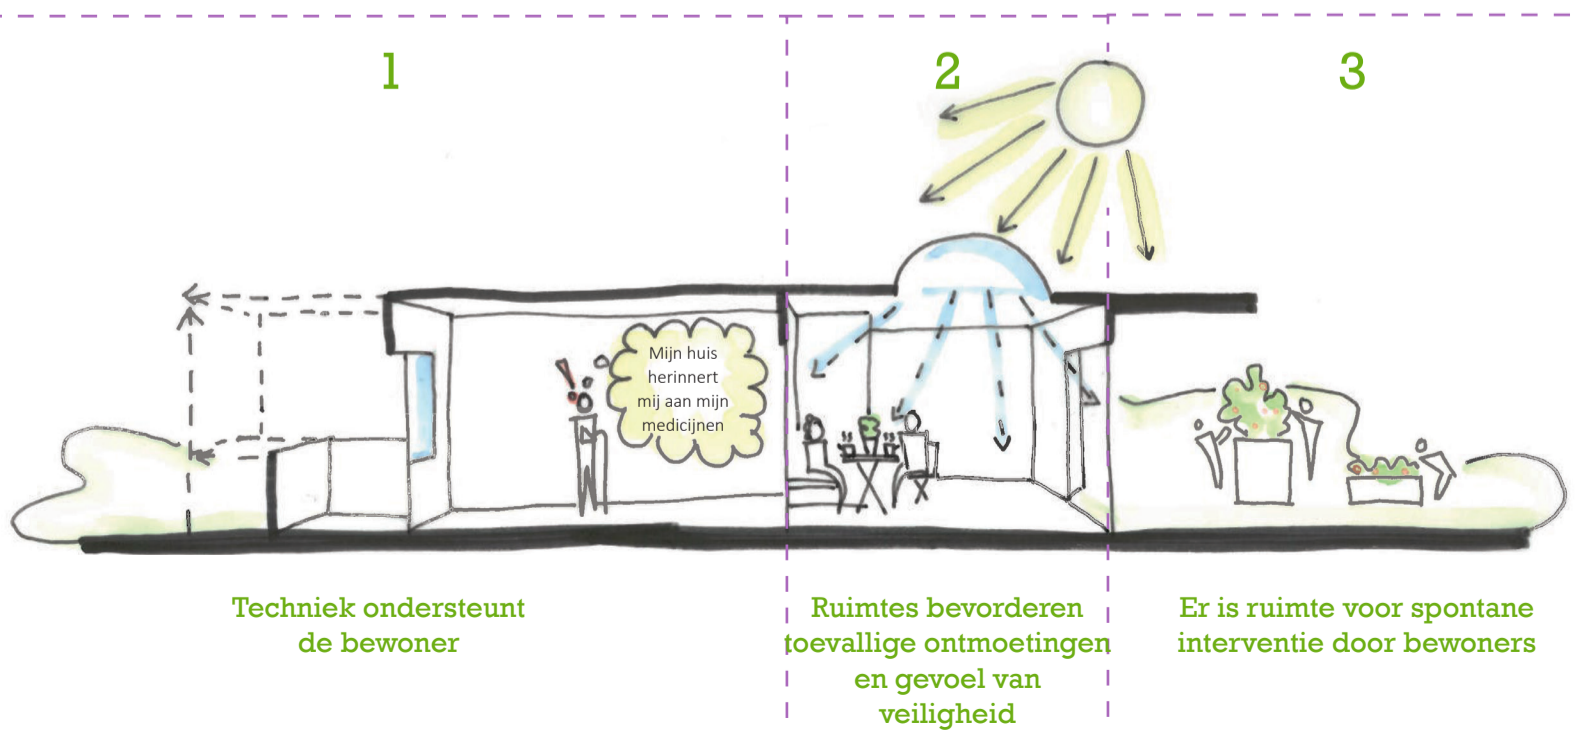 1
2
3
Mijn huis
herinnert
mij aan mijn
medicijnen
Techniek ondersteunt
de bewoner
Ruimtes bevorderen
toevallige ontmoetingen
en gevoel van
veiligheid
Er is ruimte voor spontane
interventie door bewoners